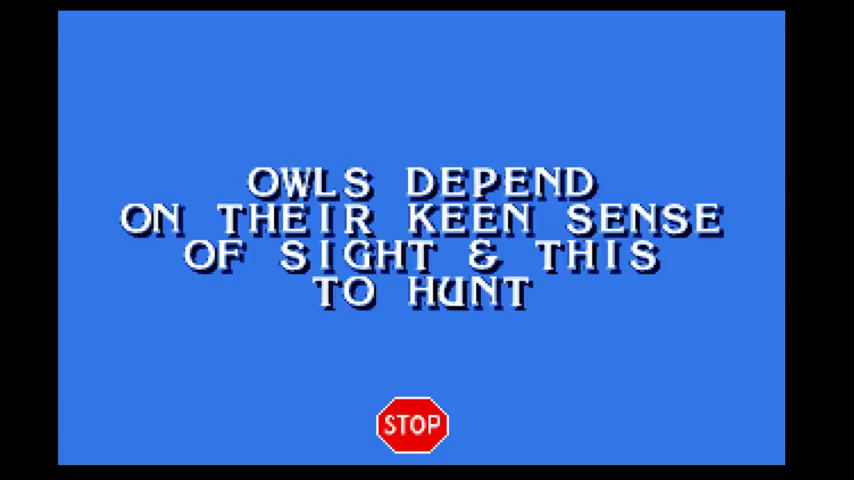 OWLS DEPEND
ON THEIR KEEN SENSE
OF SIGHT & THIS
TO HUNT
STOP